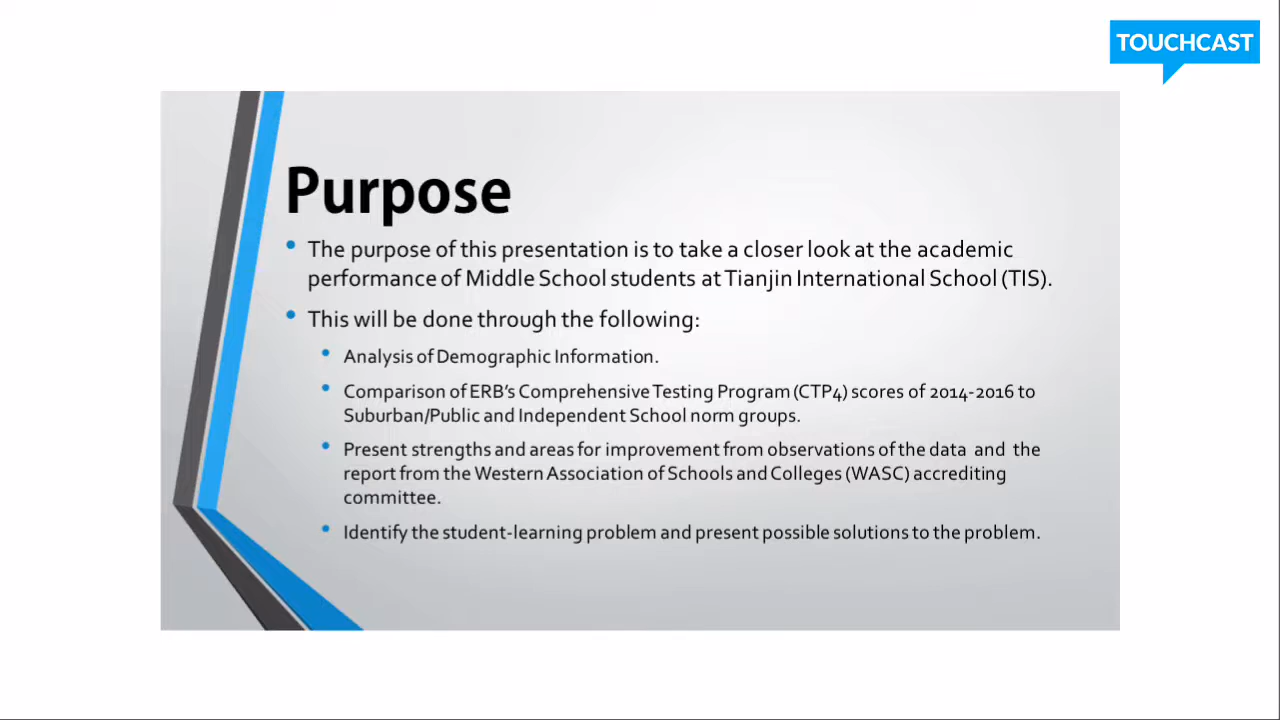 TOUCHCAST
Purpose
• The purpose of this presentation is to take a closer look at the academic
performance of Middle School students at Tianjin International School (TIS).
• This will be done through the following:
• Analysis of Demographic Information.
• Comparison of ERB's Comprehensive Testing Program (CTP4) scores of 2014-2016 to
Suburban/Public and Independent School norm groups.
• Present strengths and areas for improvement from observations of the data and the
report from the Western Association of Schools and Colleges (WASC) accrediting
committee.
• Identify the student-learning problem and present possible solutions to the problem.